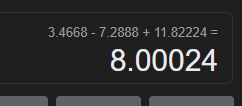 3.4668 - 7.2888 + 11.82224 =
8.00024